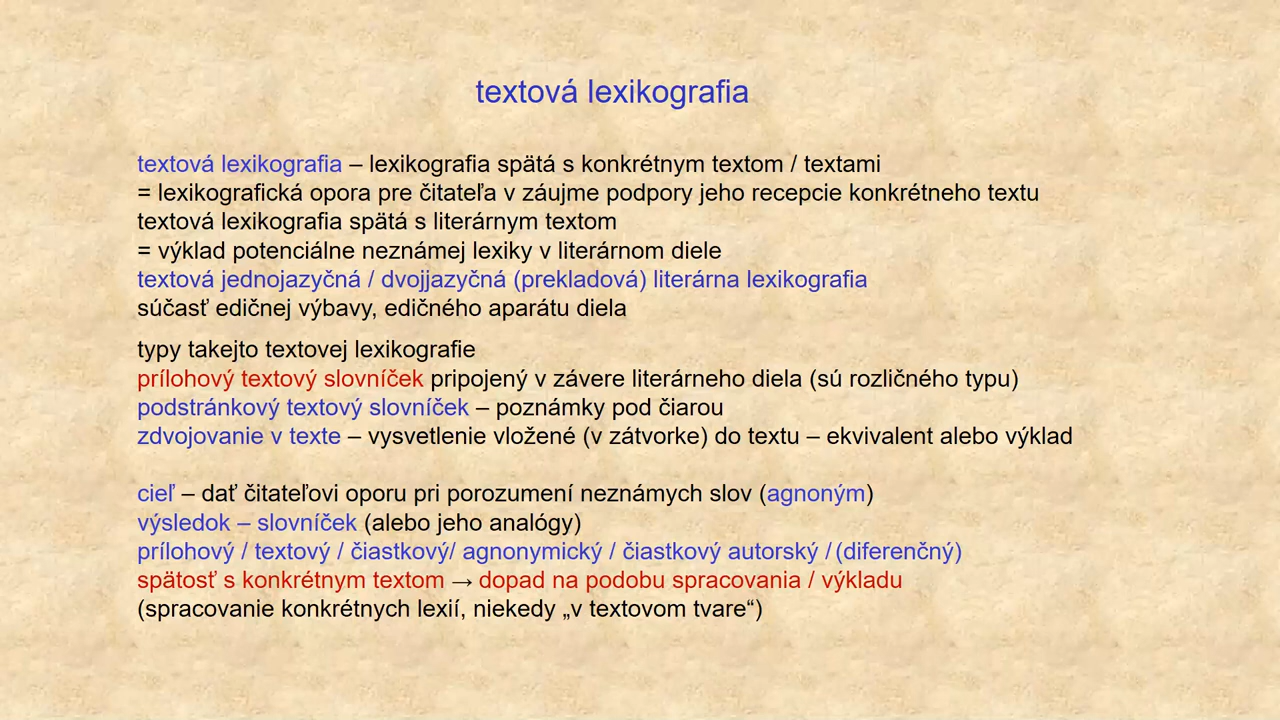 textová lexikografia
textová lexikografia – lexikografia spätá s konkrétnym textom / textami
= lexikografická opora pre čitateľa v záujme podpory jeho recepcie konkrétneho textu
textová lexikografia spätá s literárnym textom
= výklad potenciálne neznámej lexiky v literárnom diele
textová jednojazyčná / dvojjazyčná (prekladová) literárna lexikografia
súčasť edičnej výbavy, edičného aparátu diela
typy takejto textovej lexikografie
prílohový textový slovníček pripojený v závere literárneho diela (sú rozličného typu)
podstránkový textový slovníček – poznámky pod čiarou
zdvojovanie v texte – vysvetlenie vložené (v zátvorke) do textu – ekvivalent alebo výklad
cieľ – dať čitateľovi oporu pri porozumení neznámych slov (agnoným)
výsledok – slovníček (alebo jeho analógy)
prílohový / textový / čiastkový/ agnonymický / čiastkový autorský / (diferenčný)
spätosť s konkrétnym textom → dopad na podobu spracovania / výkladu
(spracovanie konkrétnych lexií, niekedy „v textovom tvare“)